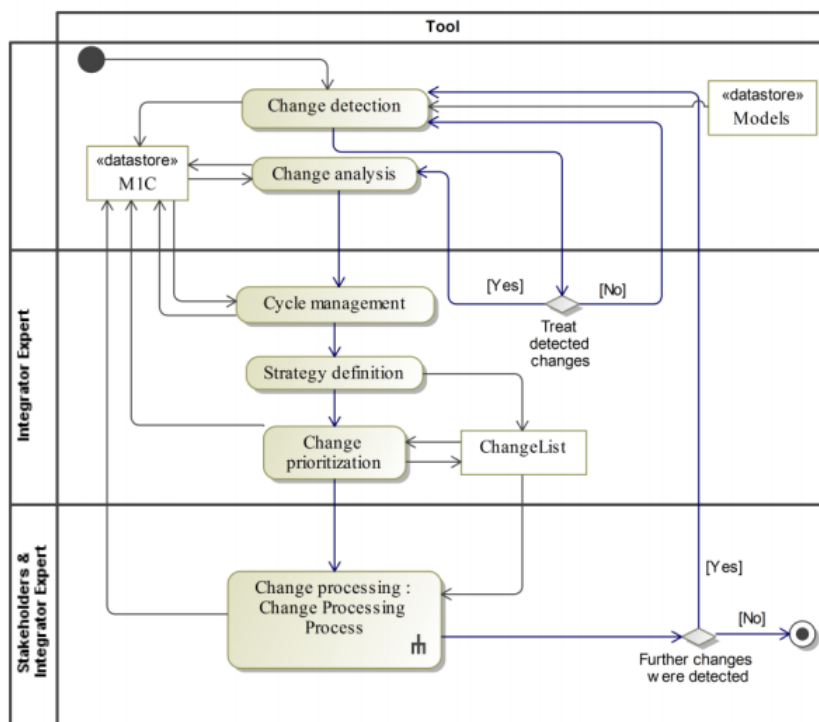 Tool
Change detection
«datastore»
Models
«datastore»
M1C
Change analysis
Integrator Expert
Cycle management
[Yes]
[No]
Treat
detected
changes
Strategy definition
Change
prioritization
ChangeList
Stakeholders &
Integrator Expert
Change processing :
Change Processing
Process
[Yes]
[No]
Further changes
were detected